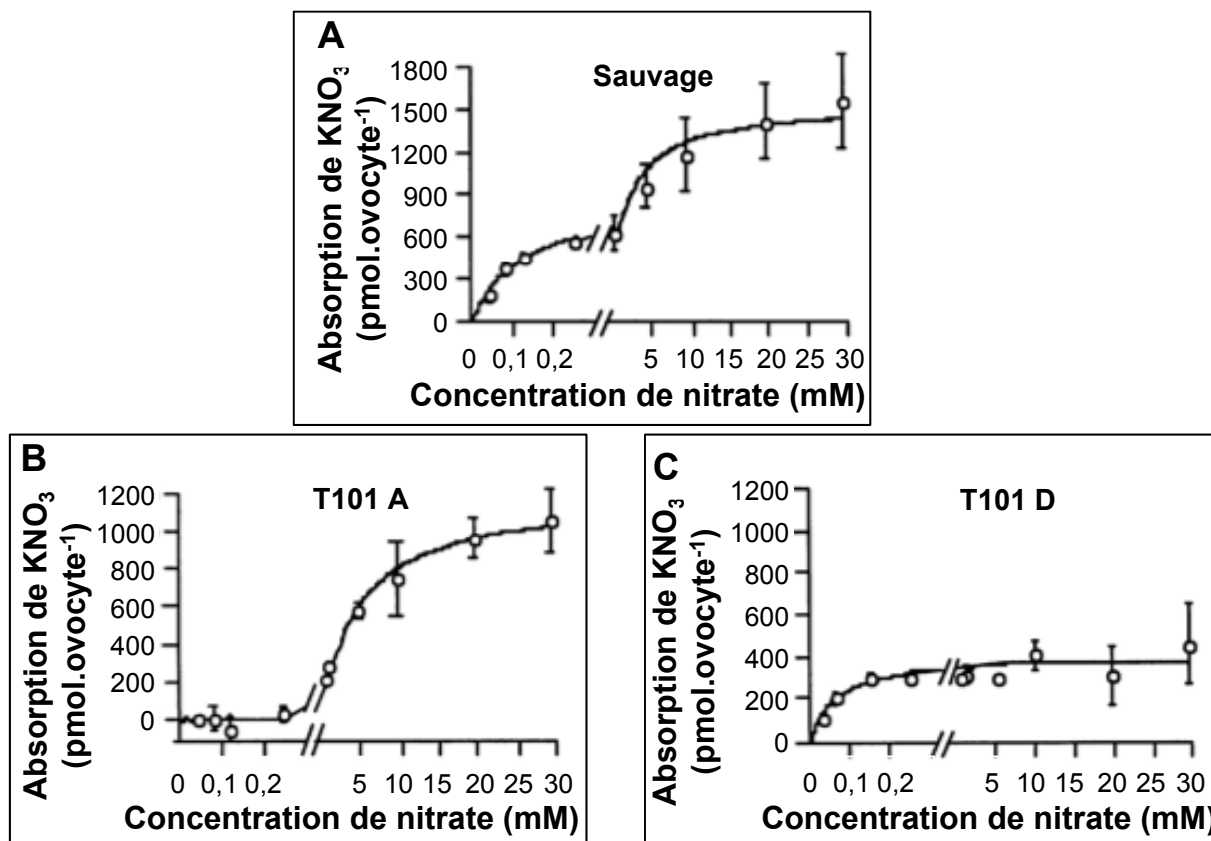 A
Sauvage
Absorption de KNO3
(pmol.ovocyte-1)
1800
1500
1200
900
600
300
0
0 0,1 0,2 5 10 15 20 25 30
Concentration de nitrate (mM)
B
T101 A
Absorption de KNO3
(pmol.ovocyte-1)
1200
1000
800
600
400
200
0
0 0,1 0,2 5 10 15 20 25 30
Concentration de nitrate (mM)
C
T101 D
Absorption de KNO3
(pmol.ovocyte-1)
1200
1000
800
600
400
200
0
0 0,1 0,2 5 10 15 20 25 30
Concentration de nitrate (mM)